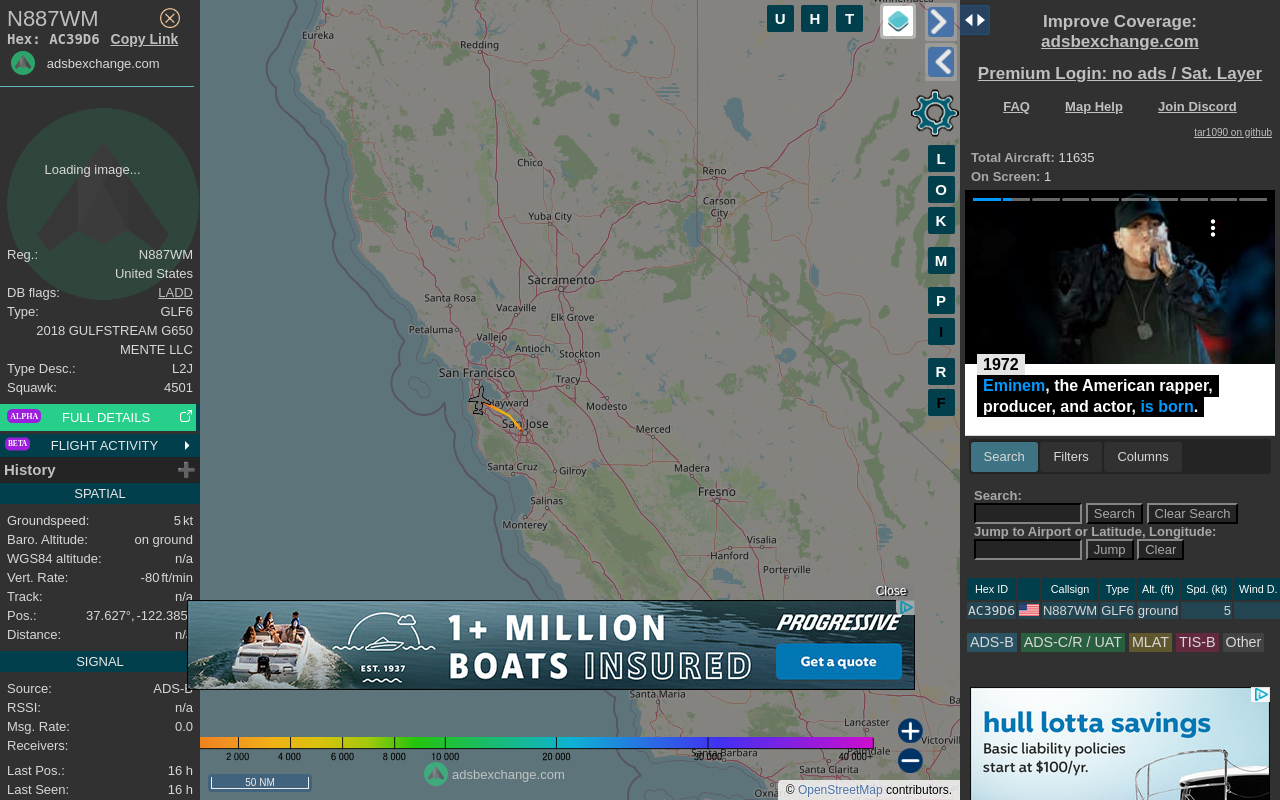 N887WM
Hex: AC39D6 Copy Link
adsbexchange.com
Loading image...
Reg.: N887WM
United States
DB flags: LADD
Type: GLF6
2018 GULFSTREAM G650
MENTE LLC
Type Desc.: L2J
Squawk: 4501
ALPHA FULL DETAILS
BETA FLIGHT ACTIVITY
History
SPATIAL
Groundspeed: 5 kt
Baro. Altitude: on ground
WGS84 altitude: n/a
Vert. Rate: -80 ft/min
Track: n/a
Pos.: 37.627°, -122.385°
Distance: n/a
SIGNAL
Source: ADS-B
RSSI: n/a
Msg. Rate: 0.0
Receivers:
Last Pos.: 16 h
Last Seen: 16 h
U H T
L
O
K
M
P
I
R
F
Eureka
Redding
Chico
Reno
Carson
City
Yuba City
Sacramento
Santa Rosa
Vacaville
Elk Grove
Petaluma
Vallejo
Antioch
Stockton
San Francisco
Tracy
Hayward
Modesto
San Jose
Merced
Santa Cruz
Gilroy
Madera
Fresno
Salinas
Monterey
Visalia
Hanford
Porterville
Close
1+ MILLION
BOATS INSURED
EST. 1937
PROGRESSIVE
Get a quote
Santa Maria
Lancaster
Santa Barbara
Santa Clarita
2 000 4 000 6 000 8 000 10 000 20 000 30 000 40 000+
adsbexchange.com
50 NM
© OpenStreetMap contributors.
Improve Coverage:
adsbexchange.com
Premium Login: no ads / Sat. Layer
FAQ Map Help Join Discord
tar1090 on github
Total Aircraft: 11635
On Screen: 1
1972
Eminem, the American rapper,
producer, and actor, is born.
Search Filters Columns
Search:
Search Clear Search
Jump to Airport or Latitude, Longitude:
Jump Clear
Hex ID Callsign Type Alt. (ft) Spd. (kt) Wind D.
AC39D6 N887WM GLF6 ground 5
ADS-B ADS-C/R / UAT MLAT TIS-B Other
hull lotta savings
Basic liability policies
start at $100/yr.